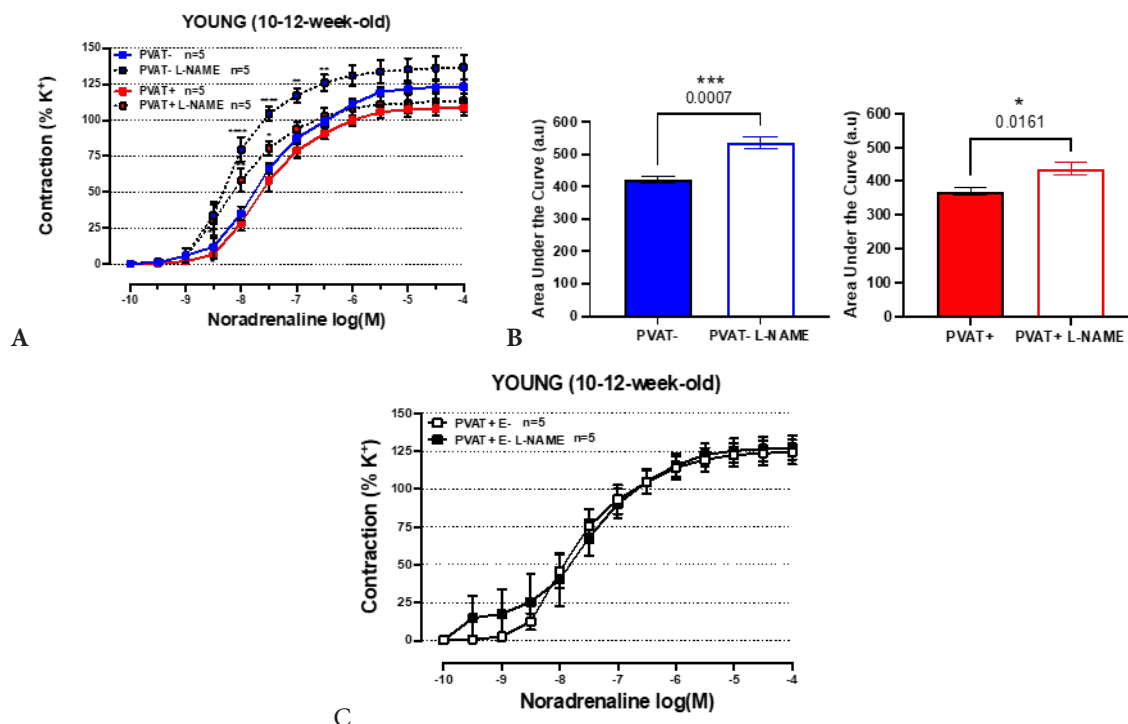 YOUNG (10-12-week-old)
PVAT- n=5
PVAT- L-NAME n=5
PVAT+ n=5
PVAT+ L-NAME n=5
Contraction (% K⁺)
150
125
100
75
50
25
0
-10 -9 -8 -7 -6 -5 -4
Noradrenaline log(M)
A
Area Under the Curve (a.u)
600
500
400
300
200
100
0
***
0.0007
PVAT- PVAT- L-NAME
B
Area Under the Curve (a.u)
600
500
400
300
200
100
0
*
0.0161
PVAT+ PVAT+ L-NAME
YOUNG (10-12-week-old)
PVAT+ E- n=5
PVAT+ E- L-NAME n=5
Contraction (% K⁺)
150
125
100
75
50
25
0
-10 -9 -8 -7 -6 -5 -4
Noradrenaline log(M)
C